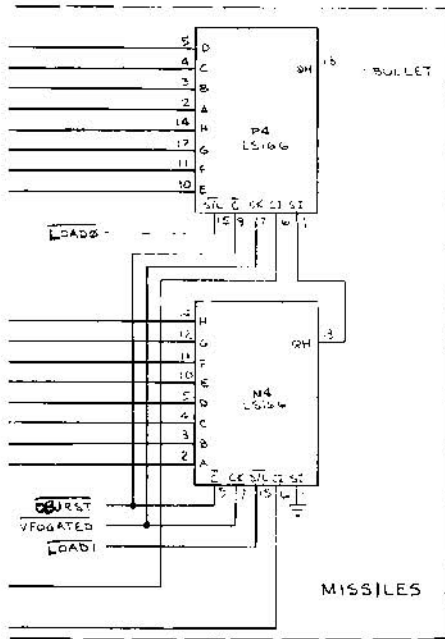 5 D
4 C
3 B
2 A QH 13 BULLET
14 H P4
12 G LS166
11 F
10 E
S/L C CK CI SI
LOAD0 15 9 7 6 1
14 H
12 G QH 13
11 F
10 E N4
5 D LS166
4 C
3 B
2 A
C CK S/L CI SI
9 7 15 6 1
DBURST
VFOGATED
LOAD1
MISSILES